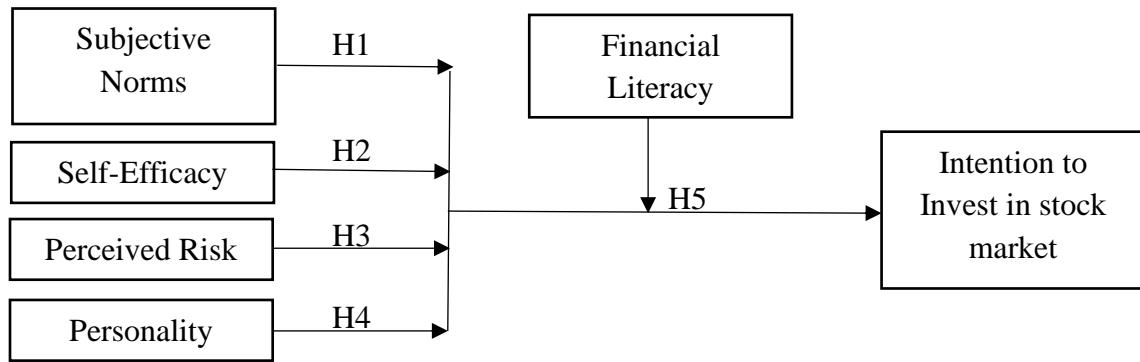 Subjective
Norms
H1
Financial
Literacy
H2
Self-Efficacy
Intention to
Invest in stock
market
H5
H3
Perceived Risk
H4
Personality